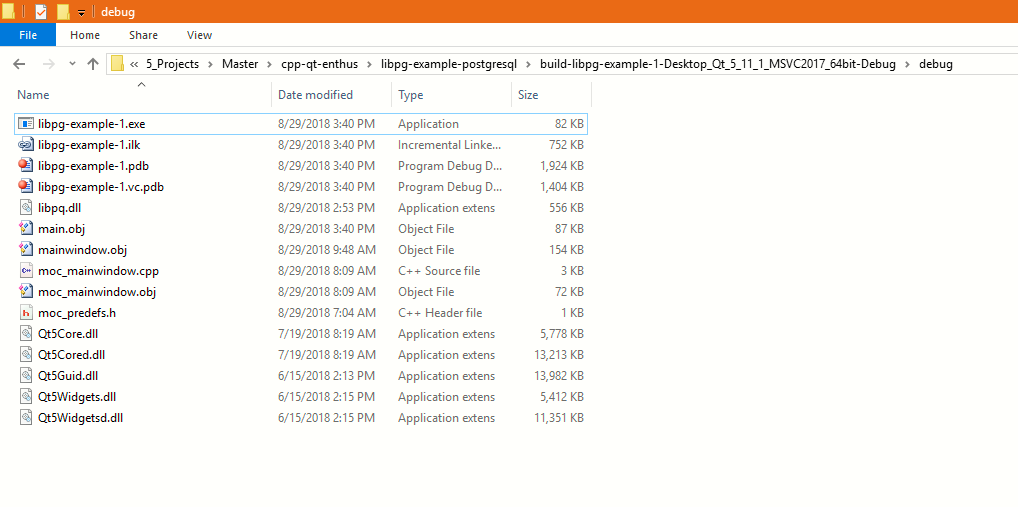 debug
File Home Share View
« 5_Projects > Master > cpp-qt-enthus > libpg-example-postgresql > build-libpg-example-1-Desktop_Qt_5_11_1_MSVC2017_64bit-Debug > debug
Name Date modified Type Size
libpg-example-1.exe 8/29/2018 3:40 PM Application 82 KB
libpg-example-1.ilk 8/29/2018 3:40 PM Incremental Linke... 752 KB
libpg-example-1.pdb 8/29/2018 3:40 PM Program Debug D... 1,924 KB
libpg-example-1.vc.pdb 8/29/2018 3:40 PM Program Debug D... 1,404 KB
libpq.dll 8/29/2018 2:53 PM Application extens 556 KB
main.obj 8/29/2018 3:40 PM Object File 87 KB
mainwindow.obj 8/29/2018 9:48 AM Object File 154 KB
moc_mainwindow.cpp 8/29/2018 8:09 AM C++ Source file 3 KB
moc_mainwindow.obj 8/29/2018 8:09 AM Object File 72 KB
moc_predefs.h 8/29/2018 7:04 AM C++ Header file 1 KB
Qt5Core.dll 7/19/2018 8:19 AM Application extens 5,778 KB
Qt5Cored.dll 7/19/2018 8:19 AM Application extens 13,213 KB
Qt5Guid.dll 6/15/2018 2:13 PM Application extens 13,982 KB
Qt5Widgets.dll 6/15/2018 2:15 PM Application extens 5,412 KB
Qt5Widgetsd.dll 6/15/2018 2:15 PM Application extens 11,351 KB